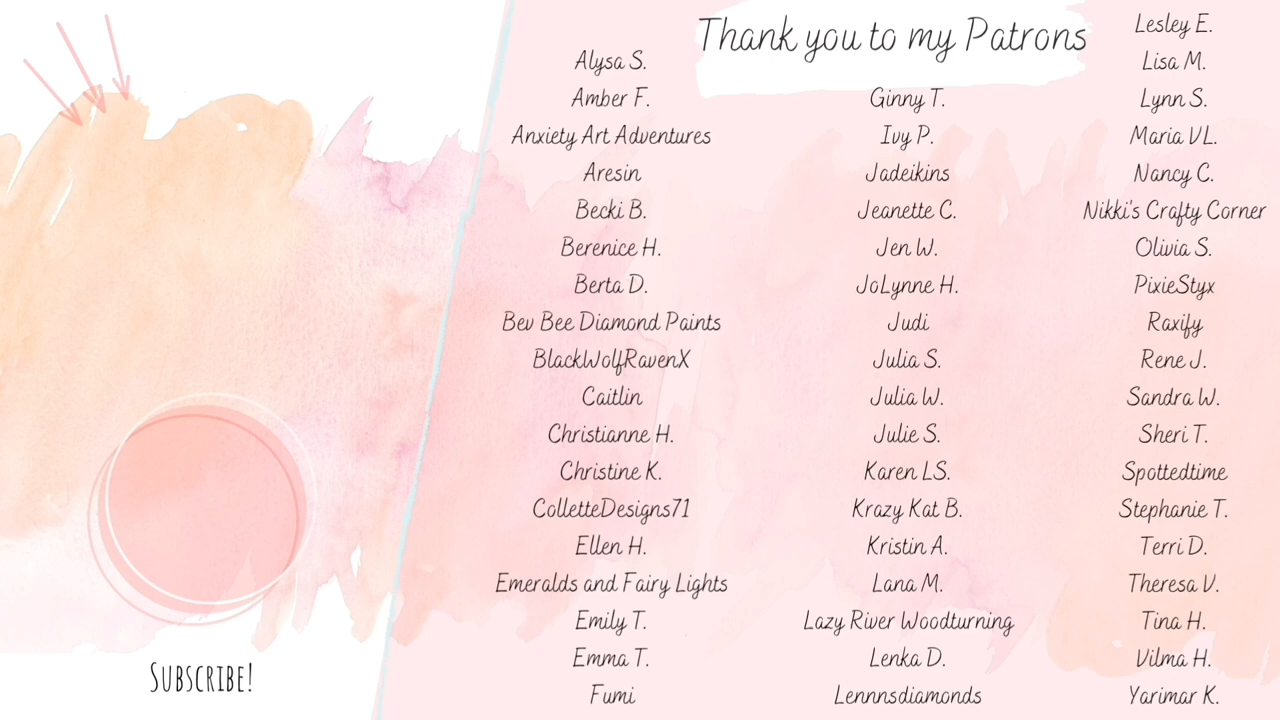 Thank you to my Patrons
Alysa S.
Amber F.
Anxiety Art Adventures
Aresin
Becki B.
Berenice H.
Berta D.
Bev Bee Diamond Paints
BlackWolfRavenX
Caitlin
Christianne H.
Christine K.
ColletteDesigns71
Ellen H.
Emeralds and Fairy Lights
Emily T.
Emma T.
Fumi
Ginny T.
Ivy P.
Jadeikins
Jeanette C.
Jen W.
JoLynne H.
Judi
Julia S.
Julia W.
Julie S.
Karen LS.
Krazy Kat B.
Kristin A.
Lana M.
Lazy River Woodturning
Lenka D.
Lennnsdiamonds
Lesley E.
Lisa M.
Lynn S.
Maria VL.
Nancy C.
Nikki's Crafty Corner
Olivia S.
PixieStyx
Raxify
Rene J.
Sandra W.
Sheri T.
Spottedtime
Stephanie T.
Terri D.
Theresa V.
Tina H.
Vilma H.
Yarimar K.
Subscribe!